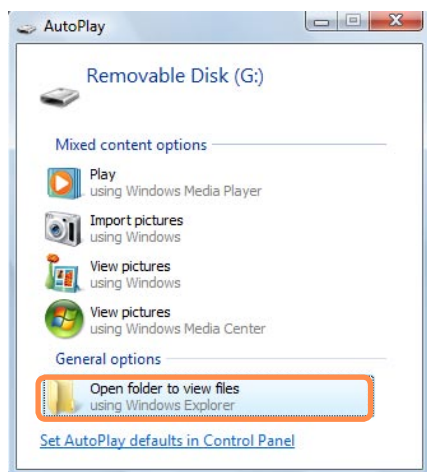 AutoPlay
Removable Disk (G:)
Mixed content options
Play
using Windows Media Player
Import pictures
using Windows
View pictures
using Windows
View pictures
using Windows Media Center
General options
Open folder to view files
using Windows Explorer
Set AutoPlay defaults in Control Panel